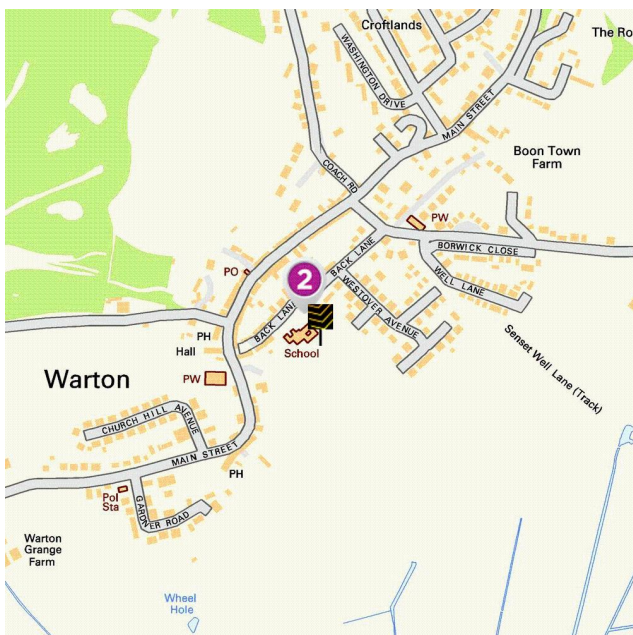 Croftlands
The Ro
WASHINGTON DRIVE
MAIN STREET
Boon Town
Farm
COACH RD
PW
BORWICK CLOSE
PO
BACK LANE
2
WELL LANE
WESTOVER AVENUE
BACK LAN
PH
Hall
School
Senset Well Lane (Track)
Warton
PW
CHURCH HILL AVENUE
MAIN STREET
PH
Pol
Sta
GARDNER ROAD
Warton
Grange
Farm
Wheel
Hole